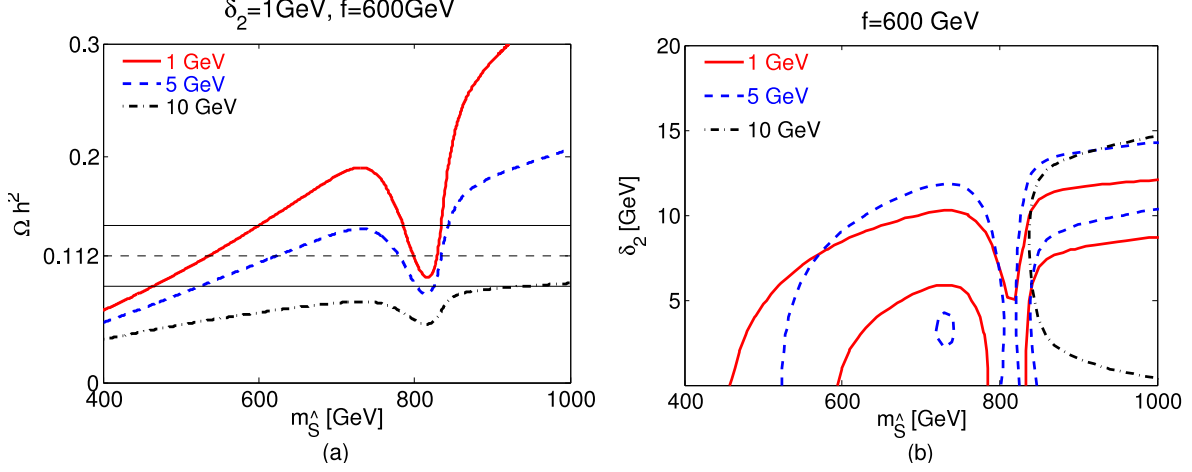 δ₂=1GeV, f=600GeV
0.3
0.2
0.112
0
Ω h²
1 GeV
5 GeV
10 GeV
400 600 800 1000
m_Ŝ [GeV]
(a)
f=600 GeV
20
15
10
5
δ₂ [GeV]
1 GeV
5 GeV
10 GeV
400 600 800 1000
m_Ŝ [GeV]
(b)